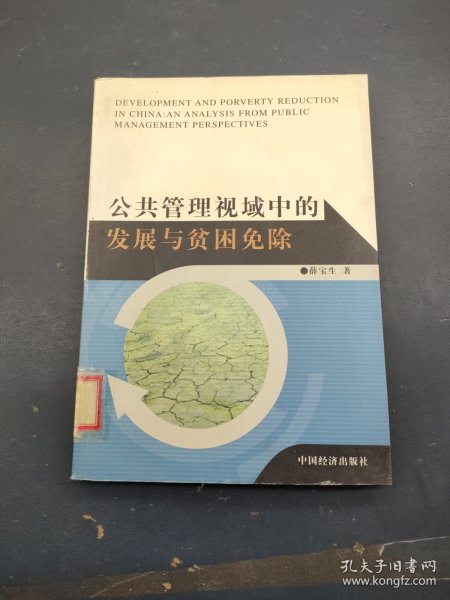 DEVELOPMENT AND PORVERTY REDUCTION
IN CHINA:AN ANALYSIS FROM PUBLIC
MANAGEMENT PERSPECTIVES
公共管理视域中的
发展与贫困免除
●薛宝生 著
中国经济出版社
孔夫子旧书网
www.kongfz.com